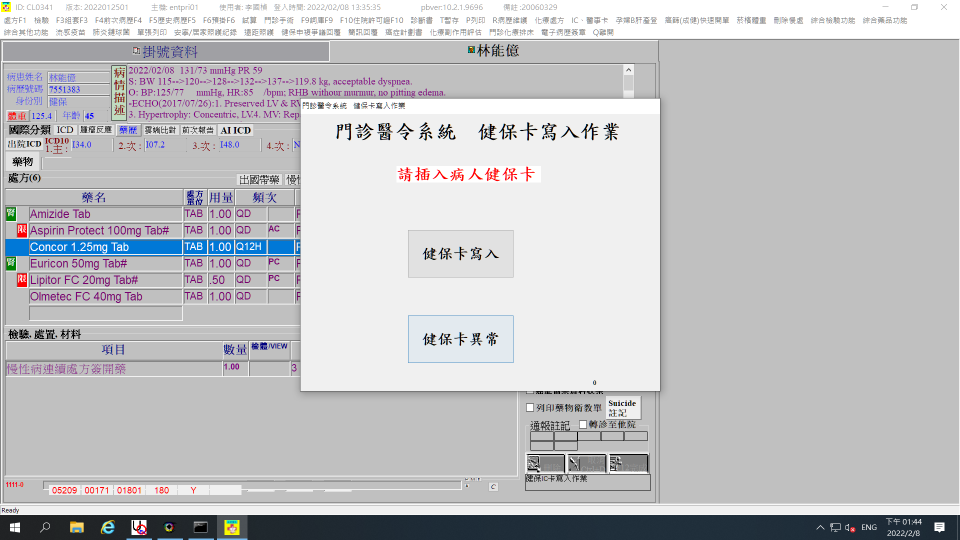 ID: CL0341 版本: 2022012501 主機: entpri01 使用者: 李國楨 登入時間: 2022/02/08 13:35:35 pbver:10.2.1.9696 備註:20060329
處方F1 檢驗 F3組套F3 F4前次病歷F4 F5歷史病歷F5 F6預掛F6 試算 門診手術 F9詞庫F9 F10住院許可證F10 診斷書 T暫存 P列印 R病歷維護 化療處方 IC、醫事卡 孕婦B肝產登 高歸(戒健)快速開單 菸檳體重 刪除餐處 綜合檢驗功能 綜合藥品功能
綜合其他功能 流感疫苗 肺炎鏈球菌 單張列印 安寧/居家照護紀錄 遠距照護 健保申復爭議回覆 簡訊回覆 癌症計劃書 化療副作用評估 門診化療排床 電子病歷簽章 Q離開
掛號資料
林能億
病患姓名 林能億
病歷號碼 7551383
身份別 健保
體重 125.4 年齡 45
病情描述
2022/02/08 131/73 mmHg PR 59
S: BW 115-->120-->128-->132-->137-->119.8 kg, acceptable dyspnea.
O: BP:125/77 mmHg, HR:85 /bpm; RHB withour murmur, no pitting edema.
-ECHO(2017/07/26):1. Preserved LV & RV
3. Hypertrophy: Concentric, LV.4. MV: Rep
國際分類 ICD 腫瘤反應 藥歷 雲端比對 前次報告 AI ICD
出院ICD ICD10 1.主: I34.0 2.次: I07.2 3.次: I48.0 4.次: N
藥物
處方(6) 出國帶藥 慢性
藥名 處方單位 用量 頻次
腎 Amizide Tab TAB 1.00 QD
限 Aspirin Protect 100mg Tab# TAB 1.00 QD AC
Concor 1.25mg Tab TAB 1.00 Q12H
腎 Euricon 50mg Tab# TAB 1.00 QD PC
限 Lipitor FC 20mg Tab# TAB .50 QD PC
Olmetec FC 40mg Tab TAB 1.00 QD
檢驗, 處置, 材料
項目 數量 檢體/VIEW
慢性病連續處方簽開藥 1.00 3
門診醫令系統 健保卡寫入作業
門診醫令系統 健保卡寫入作業
請插入病人健保卡
健保卡寫入
健保卡異常
0
列印藥物衛教單 Suicide 註記
通報註記 轉診至他院
健保IC卡寫入作業
1111-0 05209 00171 01801 180 Y C
Ready
ENG 下午 01:44
2022/2/8